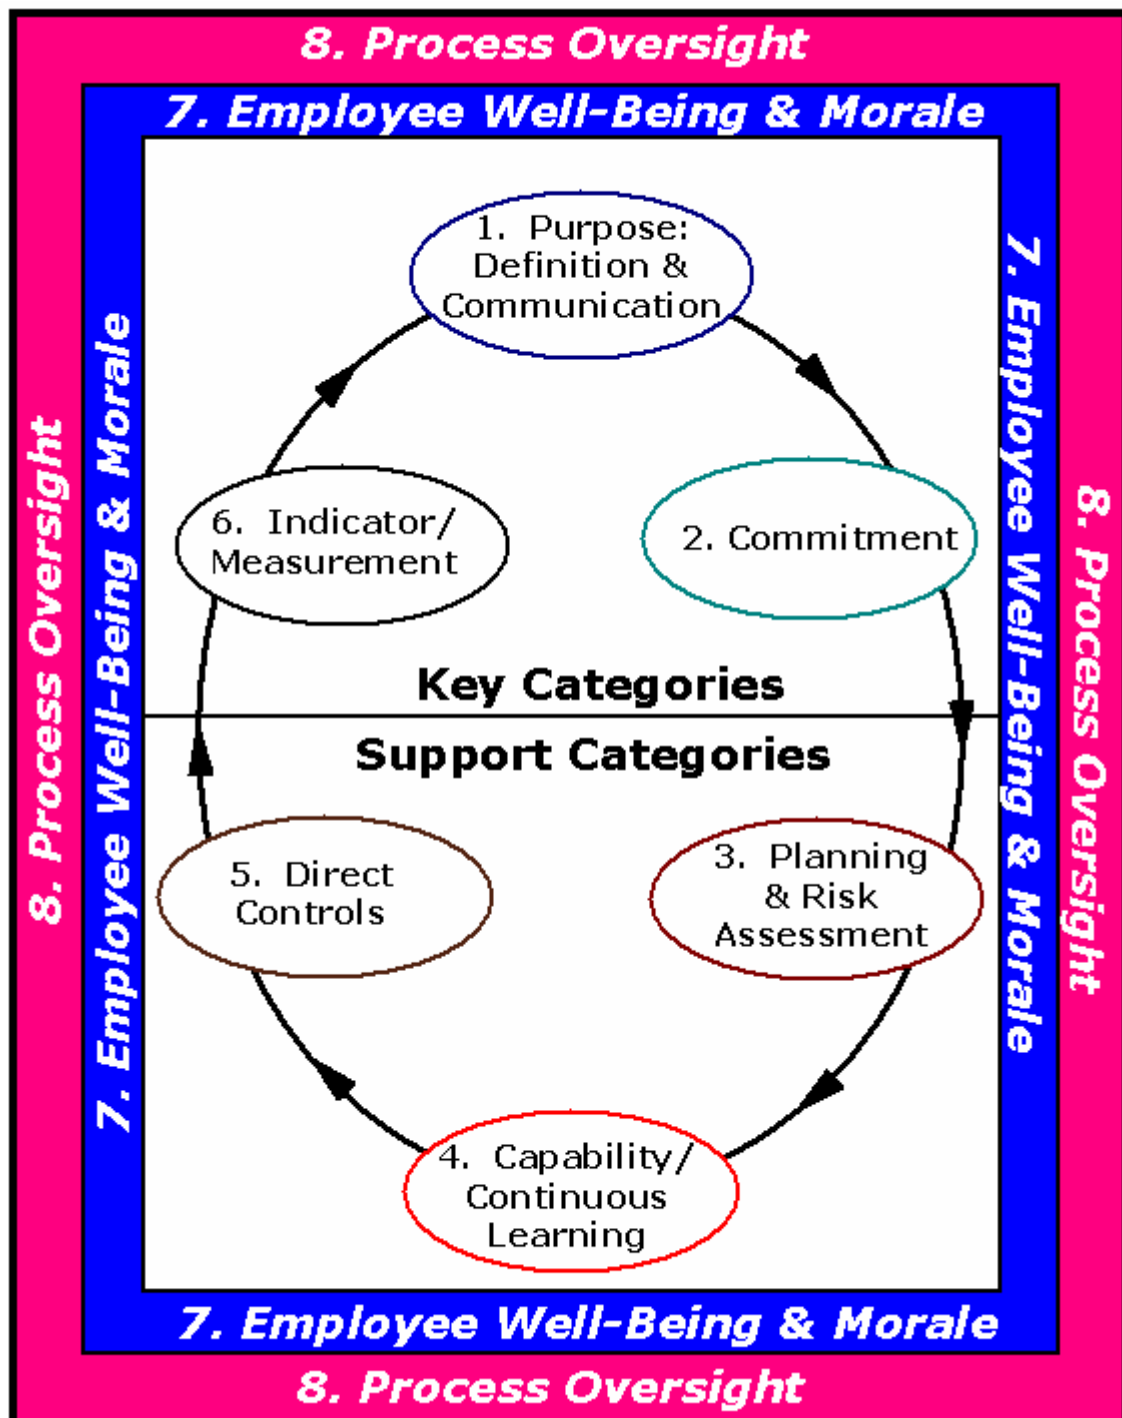 8. Process Oversight
7. Employee Well-Being & Morale
1. Purpose:
Definition &
Communication
2. Commitment
6. Indicator/
Measurement
Key Categories
Support Categories
3. Planning
& Risk
Assessment
5. Direct
Controls
4. Capability/
Continuous
Learning
8. Process Oversight
7. Employee Well-Being & Morale
7. Employee Well-Being & Morale
8. Process Oversight
7. Employee Well-Being & Morale
8. Process Oversight